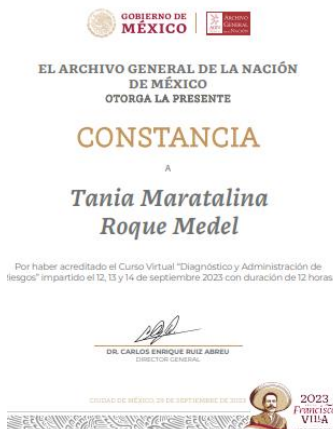 GOBIERNO DE
MÉXICO
ARCHIVO
GENERAL
EL ARCHIVO GENERAL DE LA NACIÓN
DE MÉXICO
OTORGA LA PRESENTE
CONSTANCIA
A
Tania Maratalina
Roque Medel
Por haber acreditado el Curso Virtual "Diagnóstico y Administración de
Riesgos" impartido el 12, 13 y 14 de septiembre 2023 con duración de 12 horas
DR. CARLOS ENRIQUE RUIZ ABREU
DIRECTOR GENERAL
CIUDAD DE MÉXICO, 29 DE SEPTIEMBRE DE 2023
2023
Francisco
VILLA